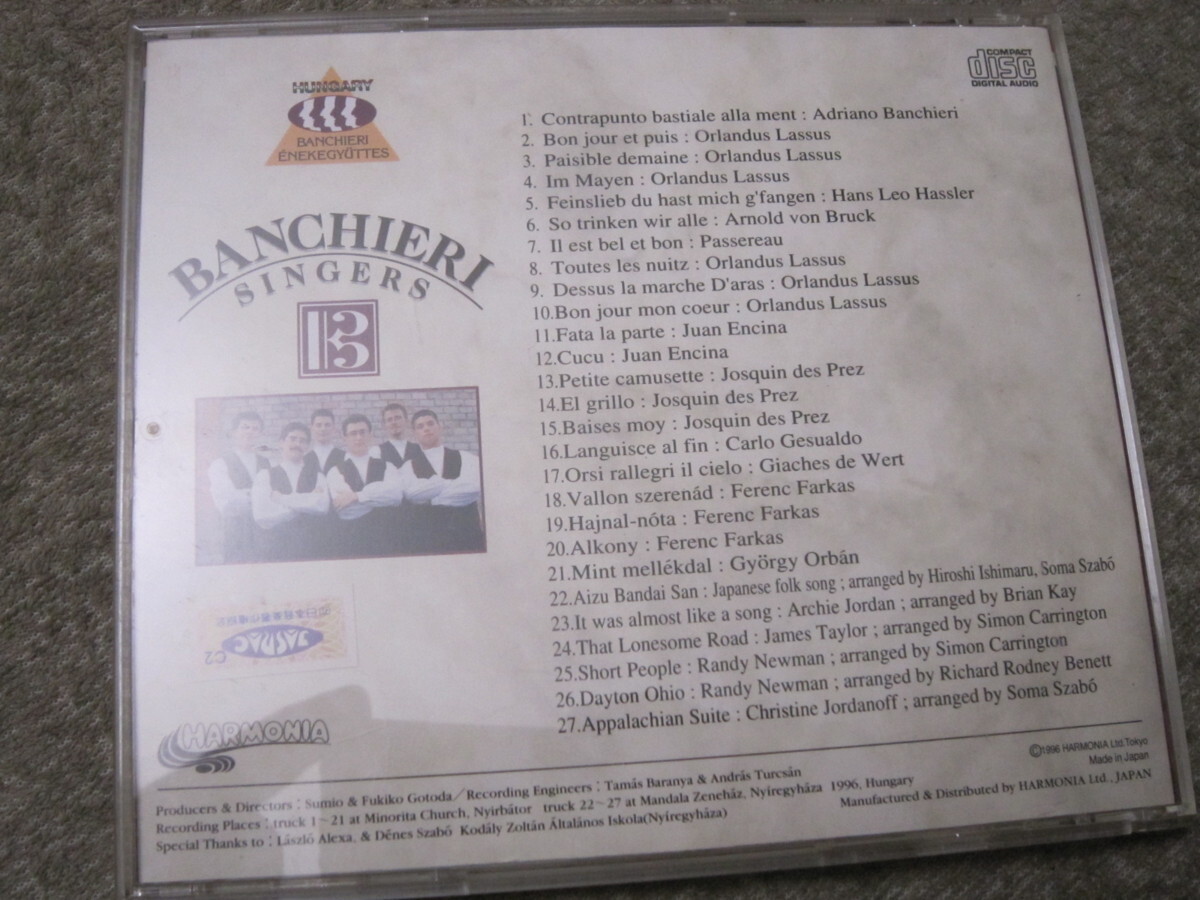 HUNGARY
BANCHIERI
ÉNEKEGYÜTTES
COMPACT
disc
DIGITAL AUDIO
BANCHIERI
SINGERS
1. Contrapunto bastiale alla ment : Adriano Banchieri
2. Bon jour et puis : Orlandus Lassus
3. Paisible demaine : Orlandus Lassus
4. Im Mayen : Orlandus Lassus
5. Feinslieb du hast mich g'fangen : Hans Leo Hassler
6. So trinken wir alle : Arnold von Bruck
7. Il est bel et bon : Passereau
8. Toutes les nuitz : Orlandus Lassus
9. Dessus la marche D'aras : Orlandus Lassus
10.Bon jour mon coeur : Orlandus Lassus
11.Fata la parte : Juan Encina
12.Cucu : Juan Encina
13.Petite camusette : Josquin des Prez
14.El grillo : Josquin des Prez
15.Baises moy : Josquin des Prez
16.Languisce al fin : Carlo Gesualdo
17.Orsi rallegri il cielo : Giaches de Wert
18.Vallon szerenád : Ferenc Farkas
19.Hajnal-nóta : Ferenc Farkas
20.Alkony : Ferenc Farkas
21.Mint mellékdal : György Orbán
22.Aizu Bandai San : Japanese folk song ; arranged by Hiroshi Ishimaru, Soma Szabó
23.It was almost like a song : Archie Jordan ; arranged by Brian Kay
24.That Lonesome Road : James Taylor ; arranged by Simon Carrington
25.Short People : Randy Newman ; arranged by Simon Carrington
26.Dayton Ohio : Randy Newman ; arranged by Richard Rodney Benett
27.Appalachian Suite : Christine Jordanoff ; arranged by Soma Szabó
JASRAC
C2
HARMONIA
©1996 HARMONIA Ltd.Tokyo
Made in Japan
Producers & Directors : Sumio & Fukiko Gotoda / Recording Engineers : Tamás Baranya & András Turcsán
Recording Places : truck 1~21 at Minorita Church, Nyirbátor truck 22~27 at Mandala Zeneház, Nyíregyháza 1996, Hungary
Special Thanks to : László Alexa, & Dénes Szabó Kodály Zoltán Általános Iskola(Nyíregyháza)
Manufactured & Distributed by HARMONIA Ltd., JAPAN